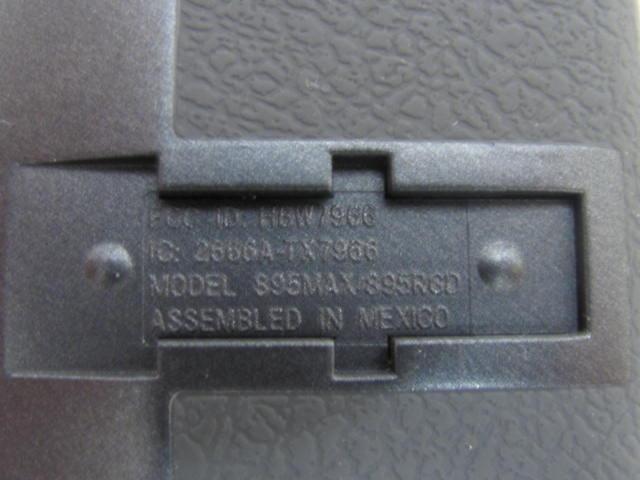 FCC ID: HBW7966
IC: 2666A-TX7966
MODEL 895MAX/895RGD
ASSEMBLED IN MEXICO